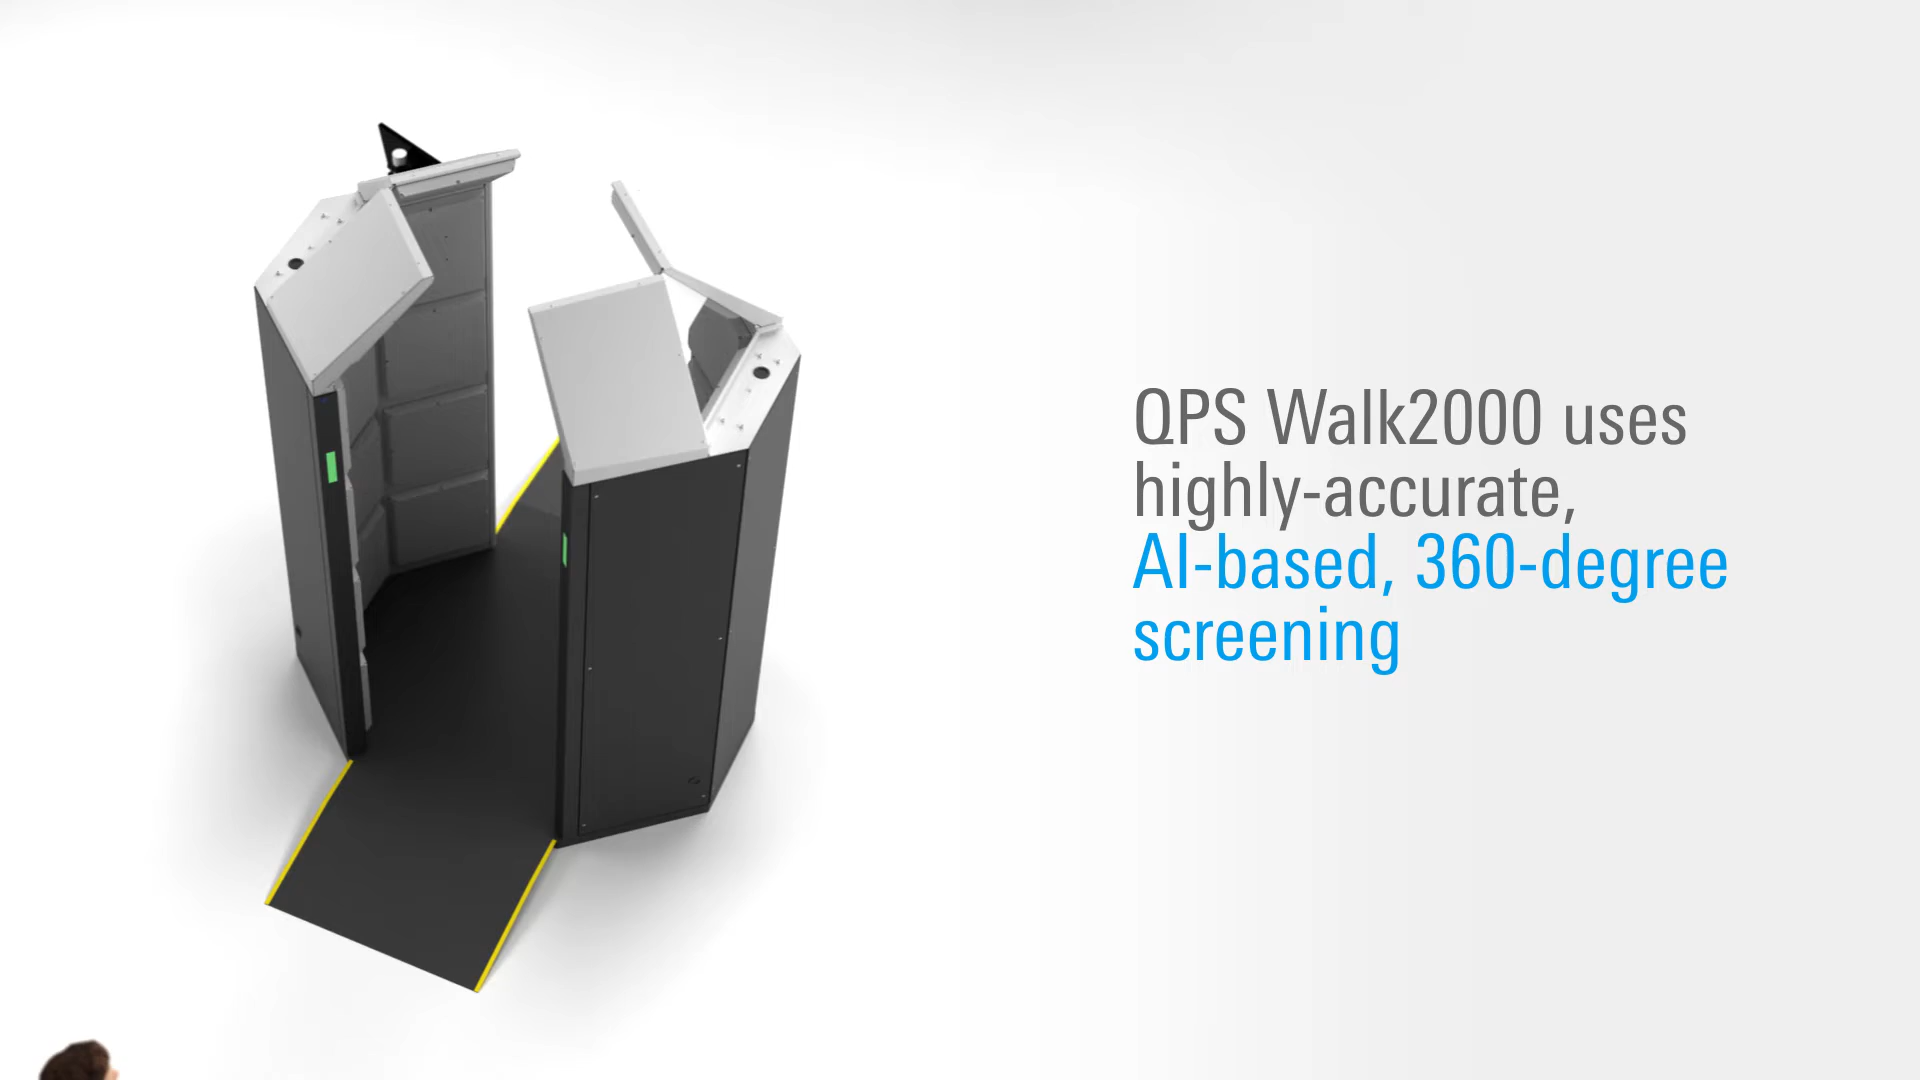 QPS Walk2000 uses
highly-accurate,
AI-based, 360-degree
screening